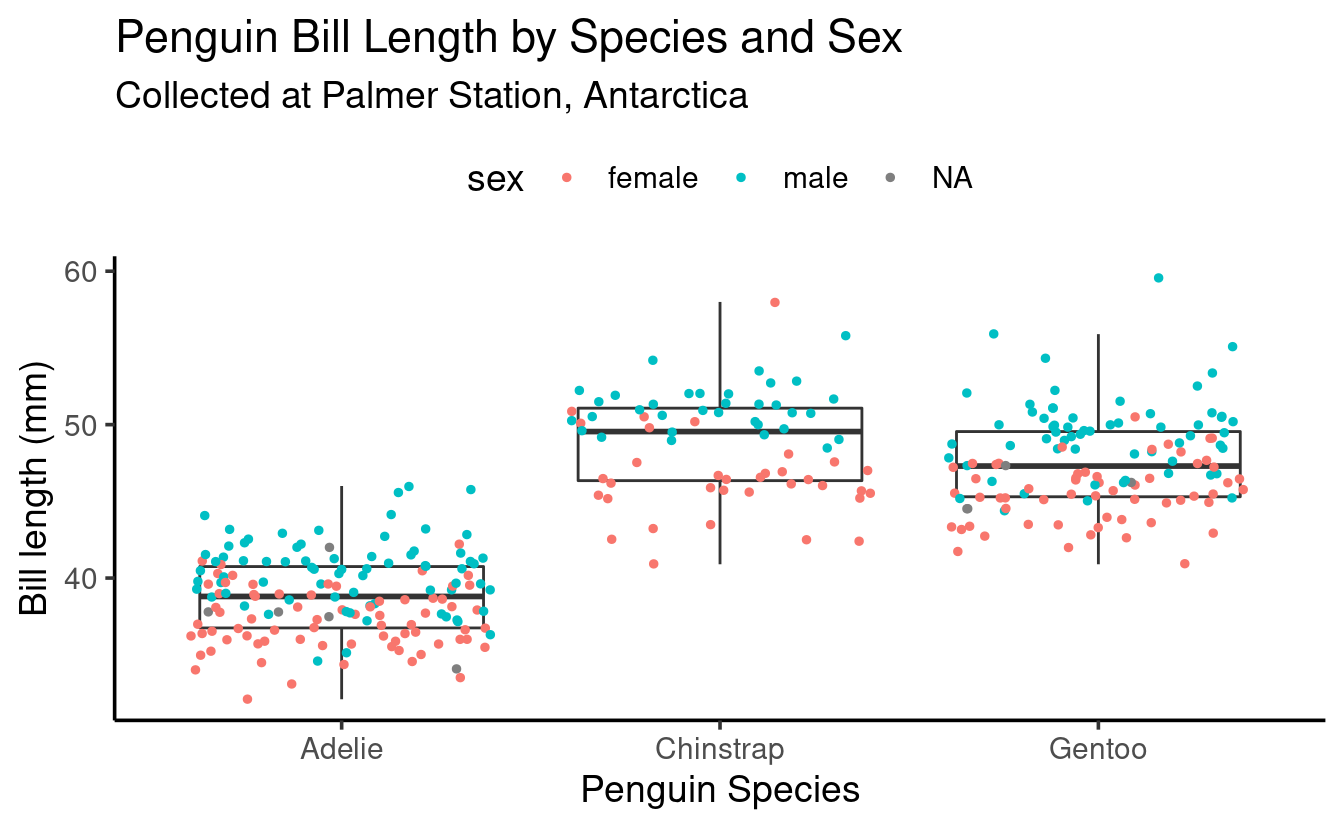 Penguin Bill Length by Species and Sex
Collected at Palmer Station, Antarctica
sex female male NA
60
50
40
Bill length (mm)
Adelie Chinstrap Gentoo
Penguin Species